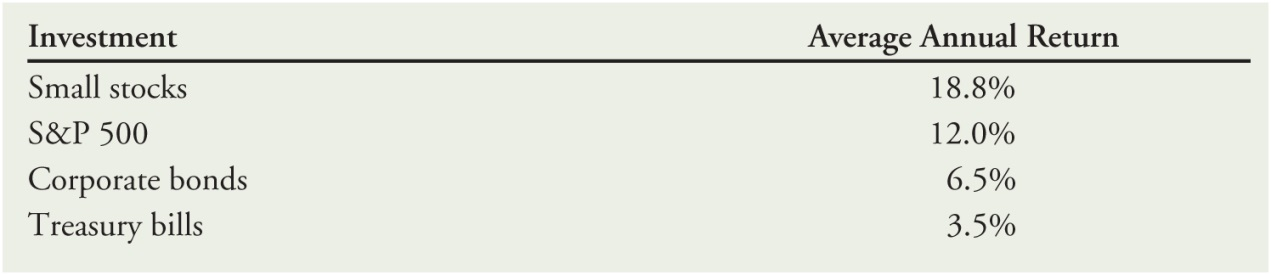 Investment Average Annual Return
Small stocks 18.8%
S&P 500 12.0%
Corporate bonds 6.5%
Treasury bills 3.5%